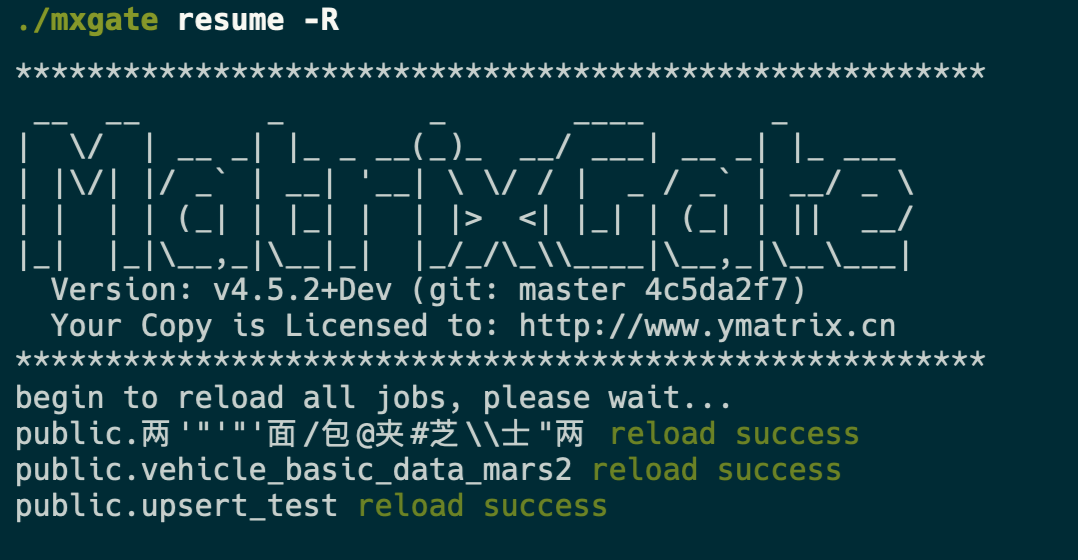 ./mxgate resume -R
******************************************************
 __  __       _        _       ____       _
|  \/  | __ _| |_ _ __(_)_  __/ ___| __ _| |_ ___
| |\/| |/ _` | __| '__| \ \/ / |  _ / _` | __/ _ \
| |  | | (_| | |_| |  | |>  <| |_| | (_| | ||  __/
|_|  |_|\__,_|\__|_|  |_/_/\_\\____|\__,_|\__\___|
  Version: v4.5.2+Dev (git: master 4c5da2f7)
  Your Copy is Licensed to: http://www.ymatrix.cn
******************************************************
begin to reload all jobs, please wait...
public.两'"'"'面/包@夹#芝\\士"两 reload success
public.vehicle_basic_data_mars2 reload success
public.upsert_test reload success